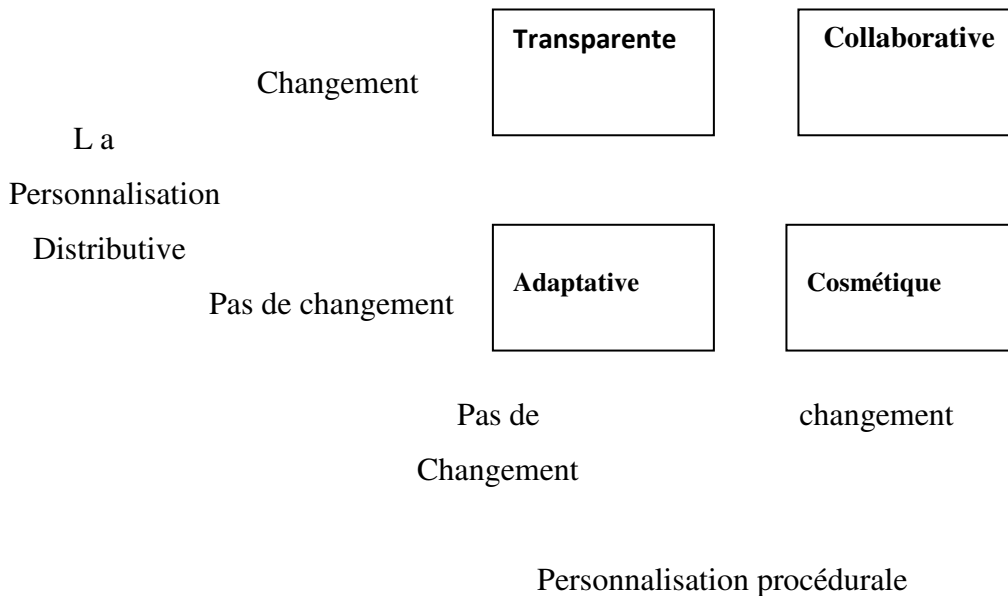 Transparente
Collaborative
Changement
L a
Personnalisation
Distributive
Adaptative
Cosmétique
Pas de changement
Pas de
changement
Changement
Personnalisation procédurale